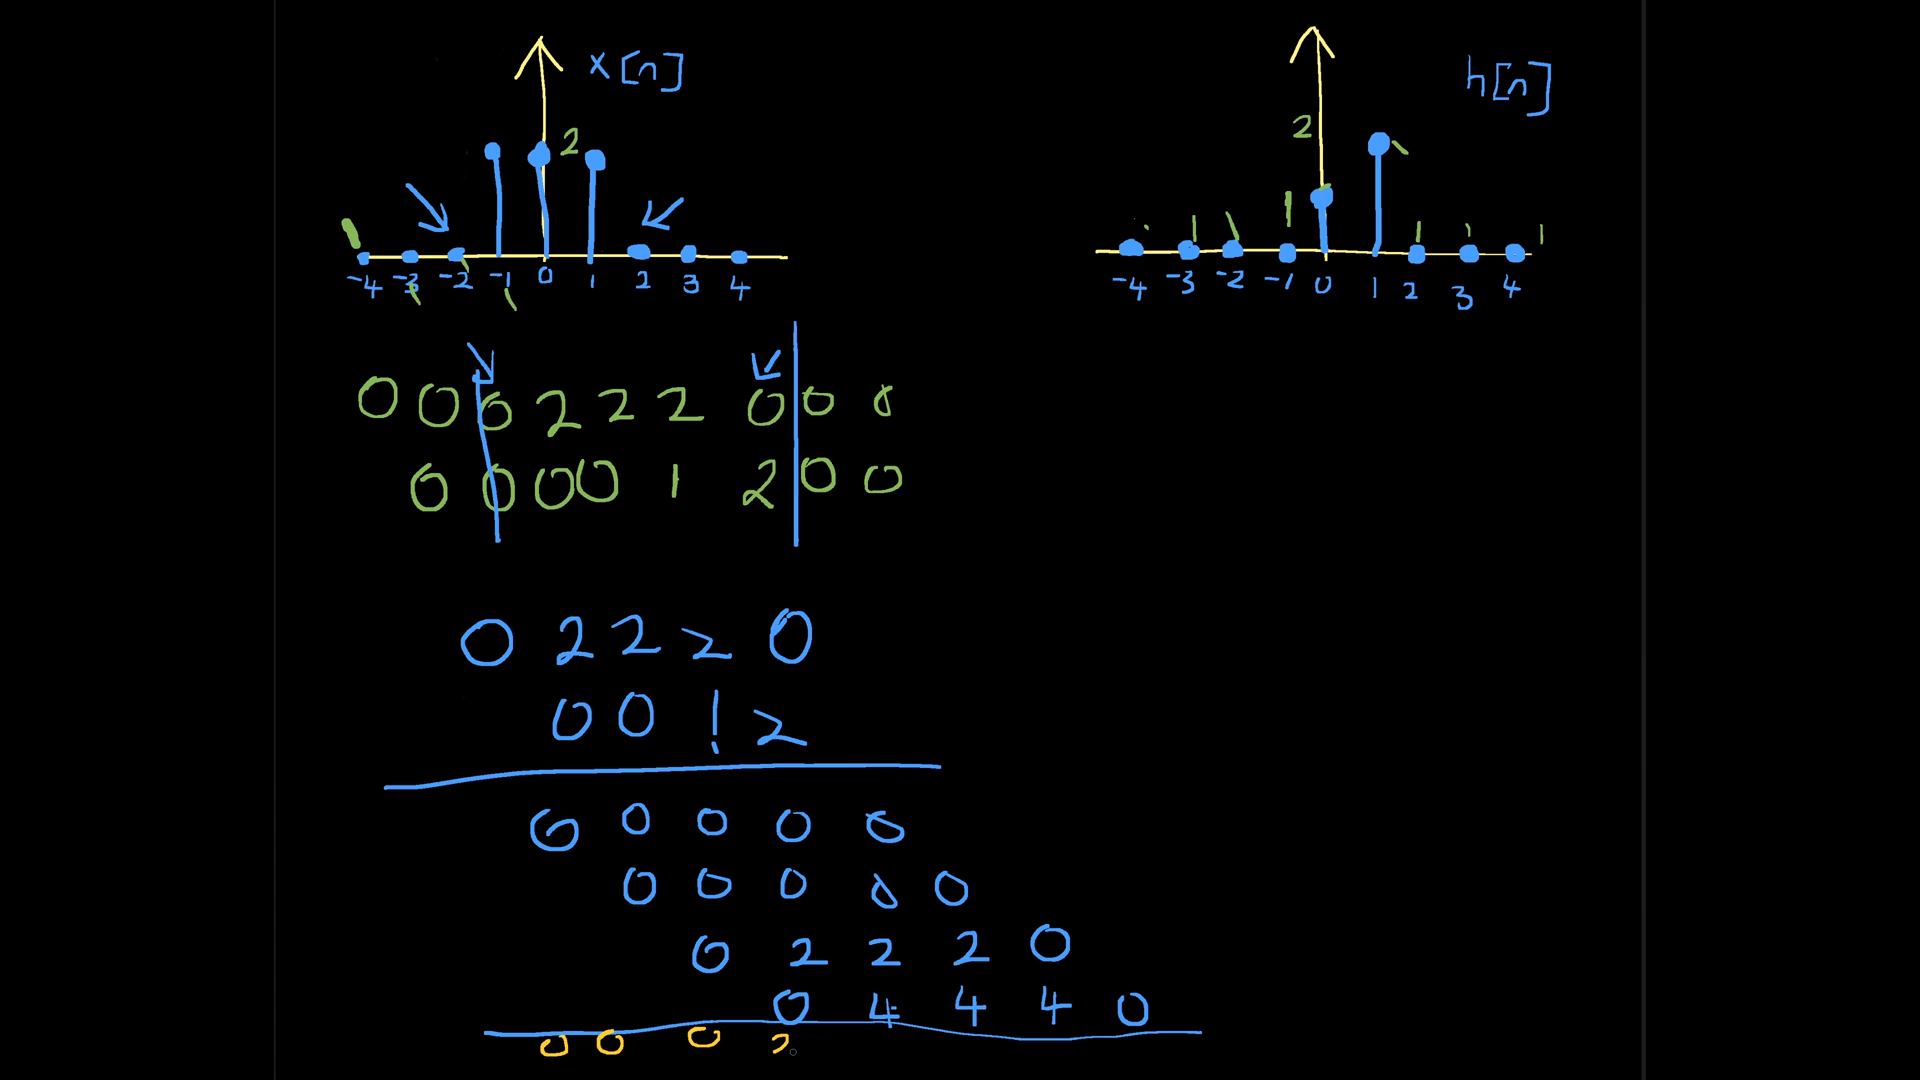 x[n]
h[n]
2
2
-4 -3 -2 -1 0 1 2 3 4
-4 -3 -2 -1 0 1 2 3 4
0 0 0 2 2 2 0 0 0
0 0 0 0 1 2 0 0
0 2 2 2 0
0 0 1 2
0 0 0 0 0
0 0 0 0 0
0 2 2 2 0
0 4 4 4 0
0 0 0 2